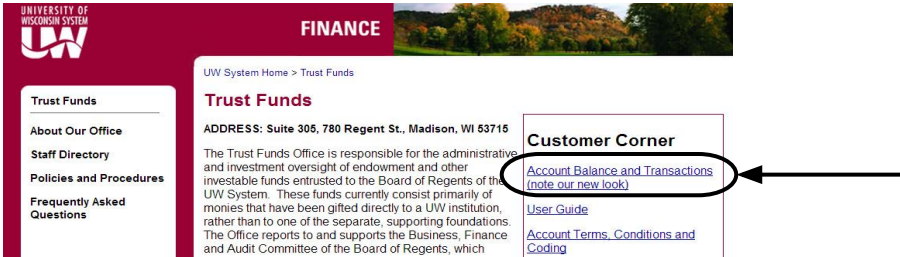 UNIVERSITY OF
WISCONSIN SYSTEM
UW
FINANCE
UW System Home > Trust Funds
Trust Funds
About Our Office
Staff Directory
Policies and Procedures
Frequently Asked
Questions
Trust Funds
ADDRESS: Suite 305, 780 Regent St., Madison, WI 53715
The Trust Funds Office is responsible for the administrative
and investment oversight of endowment and other
investable funds entrusted to the Board of Regents of the
UW System. These funds currently consist primarily of
monies that have been gifted directly to a UW institution,
rather than to one of the separate, supporting foundations.
The Office reports to and supports the Business, Finance
and Audit Committee of the Board of Regents, which
Customer Corner
Account Balance and Transactions
(note our new look)
User Guide
Account Terms, Conditions and
Coding